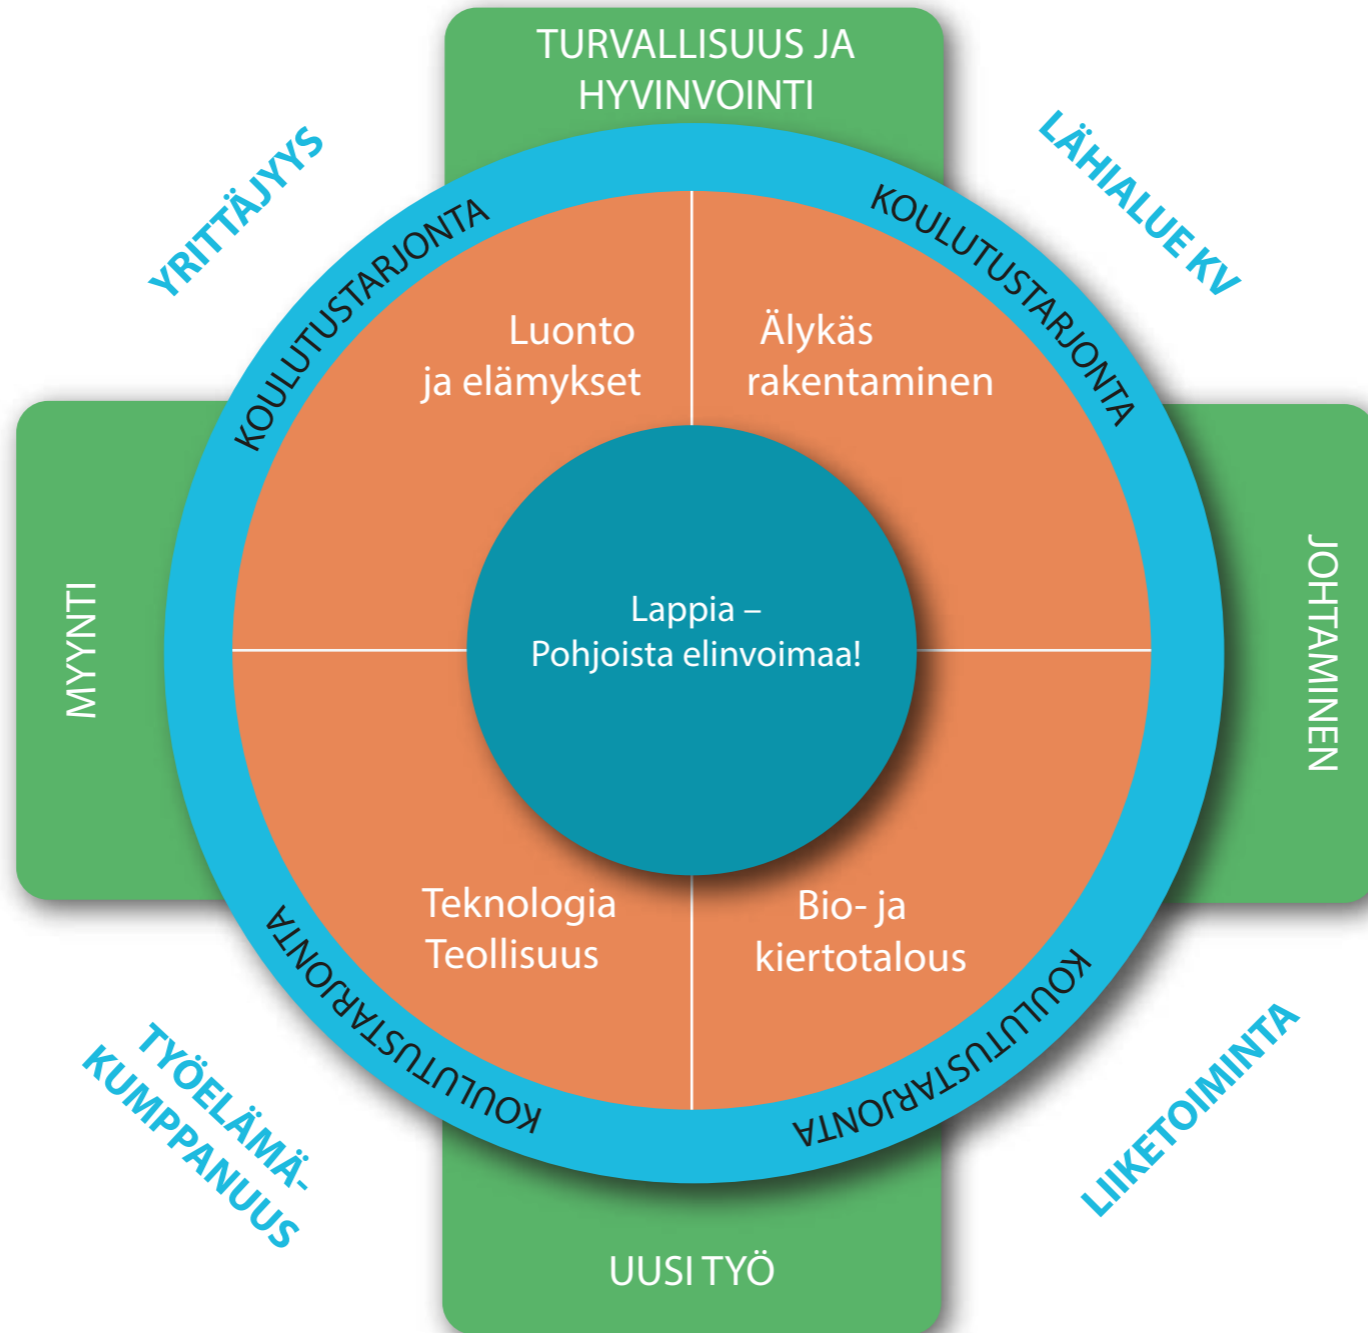 TURVALLISUUS JA
HYVINVOINTI
YRITTÄJYYS
LÄHIALUE KV
KOULUTUSTARJONTA
KOULUTUSTARJONTA
Luonto
ja elämykset
Älykäs
rakentaminen
MYYNTI
Lappia –
Pohjoista elinvoimaa!
JOHTAMINEN
Teknologia
Teollisuus
Bio- ja
kiertotalous
KOULUTUSTARJONTA
KOULUTUSTARJONTA
TYÖELÄMÄ-
KUMPPANUUS
LIIKETOIMINTA
UUSI TYÖ